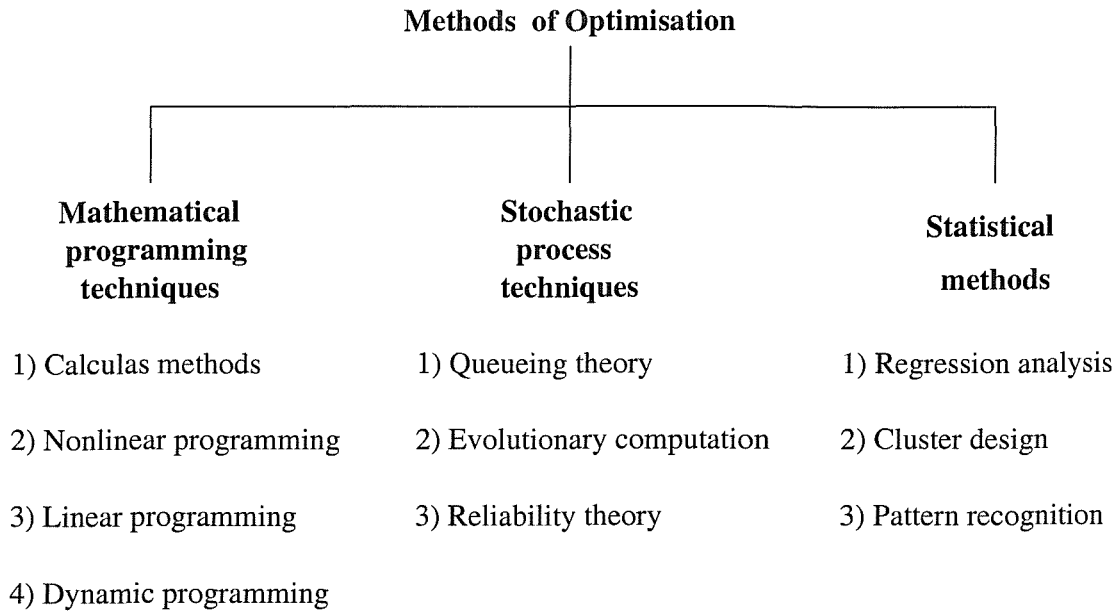 Methods of Optimisation
Mathematical
programming
techniques
1) Calculas methods
2) Nonlinear programming
3) Linear programming
4) Dynamic programming
Stochastic
process
techniques
1) Queueing theory
2) Evolutionary computation
3) Reliability theory
Statistical
methods
1) Regression analysis
2) Cluster design
3) Pattern recognition